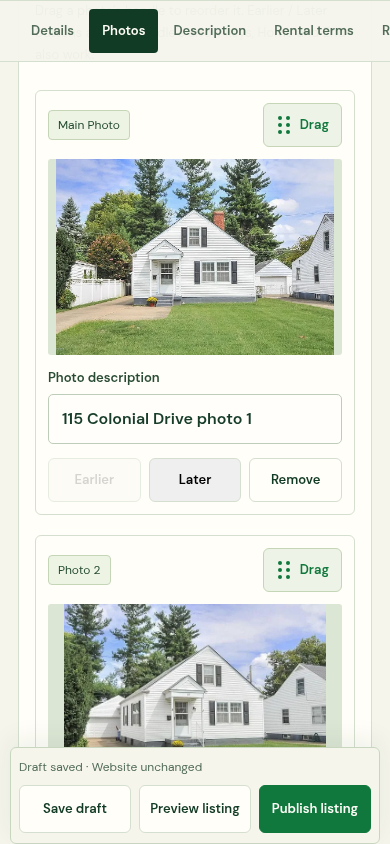 Details Photos Description Rental terms R
Main Photo
Drag
Photo description
115 Colonial Drive photo 1
Earlier Later Remove
Photo 2
Drag
Draft saved · Website unchanged
Save draft Preview listing Publish listing